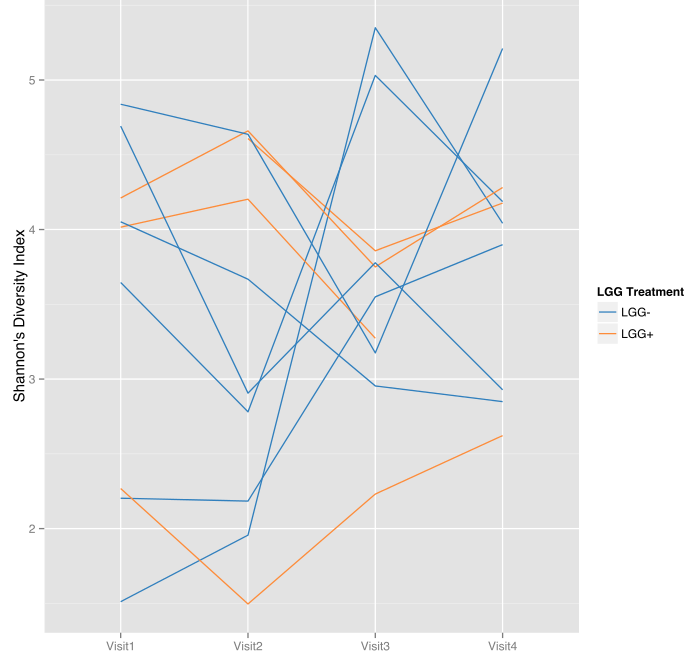 Shannon's Diversity Index
5
4
3
2
Visit1 Visit2 Visit3 Visit4
LGG Treatment
LGG-
LGG+